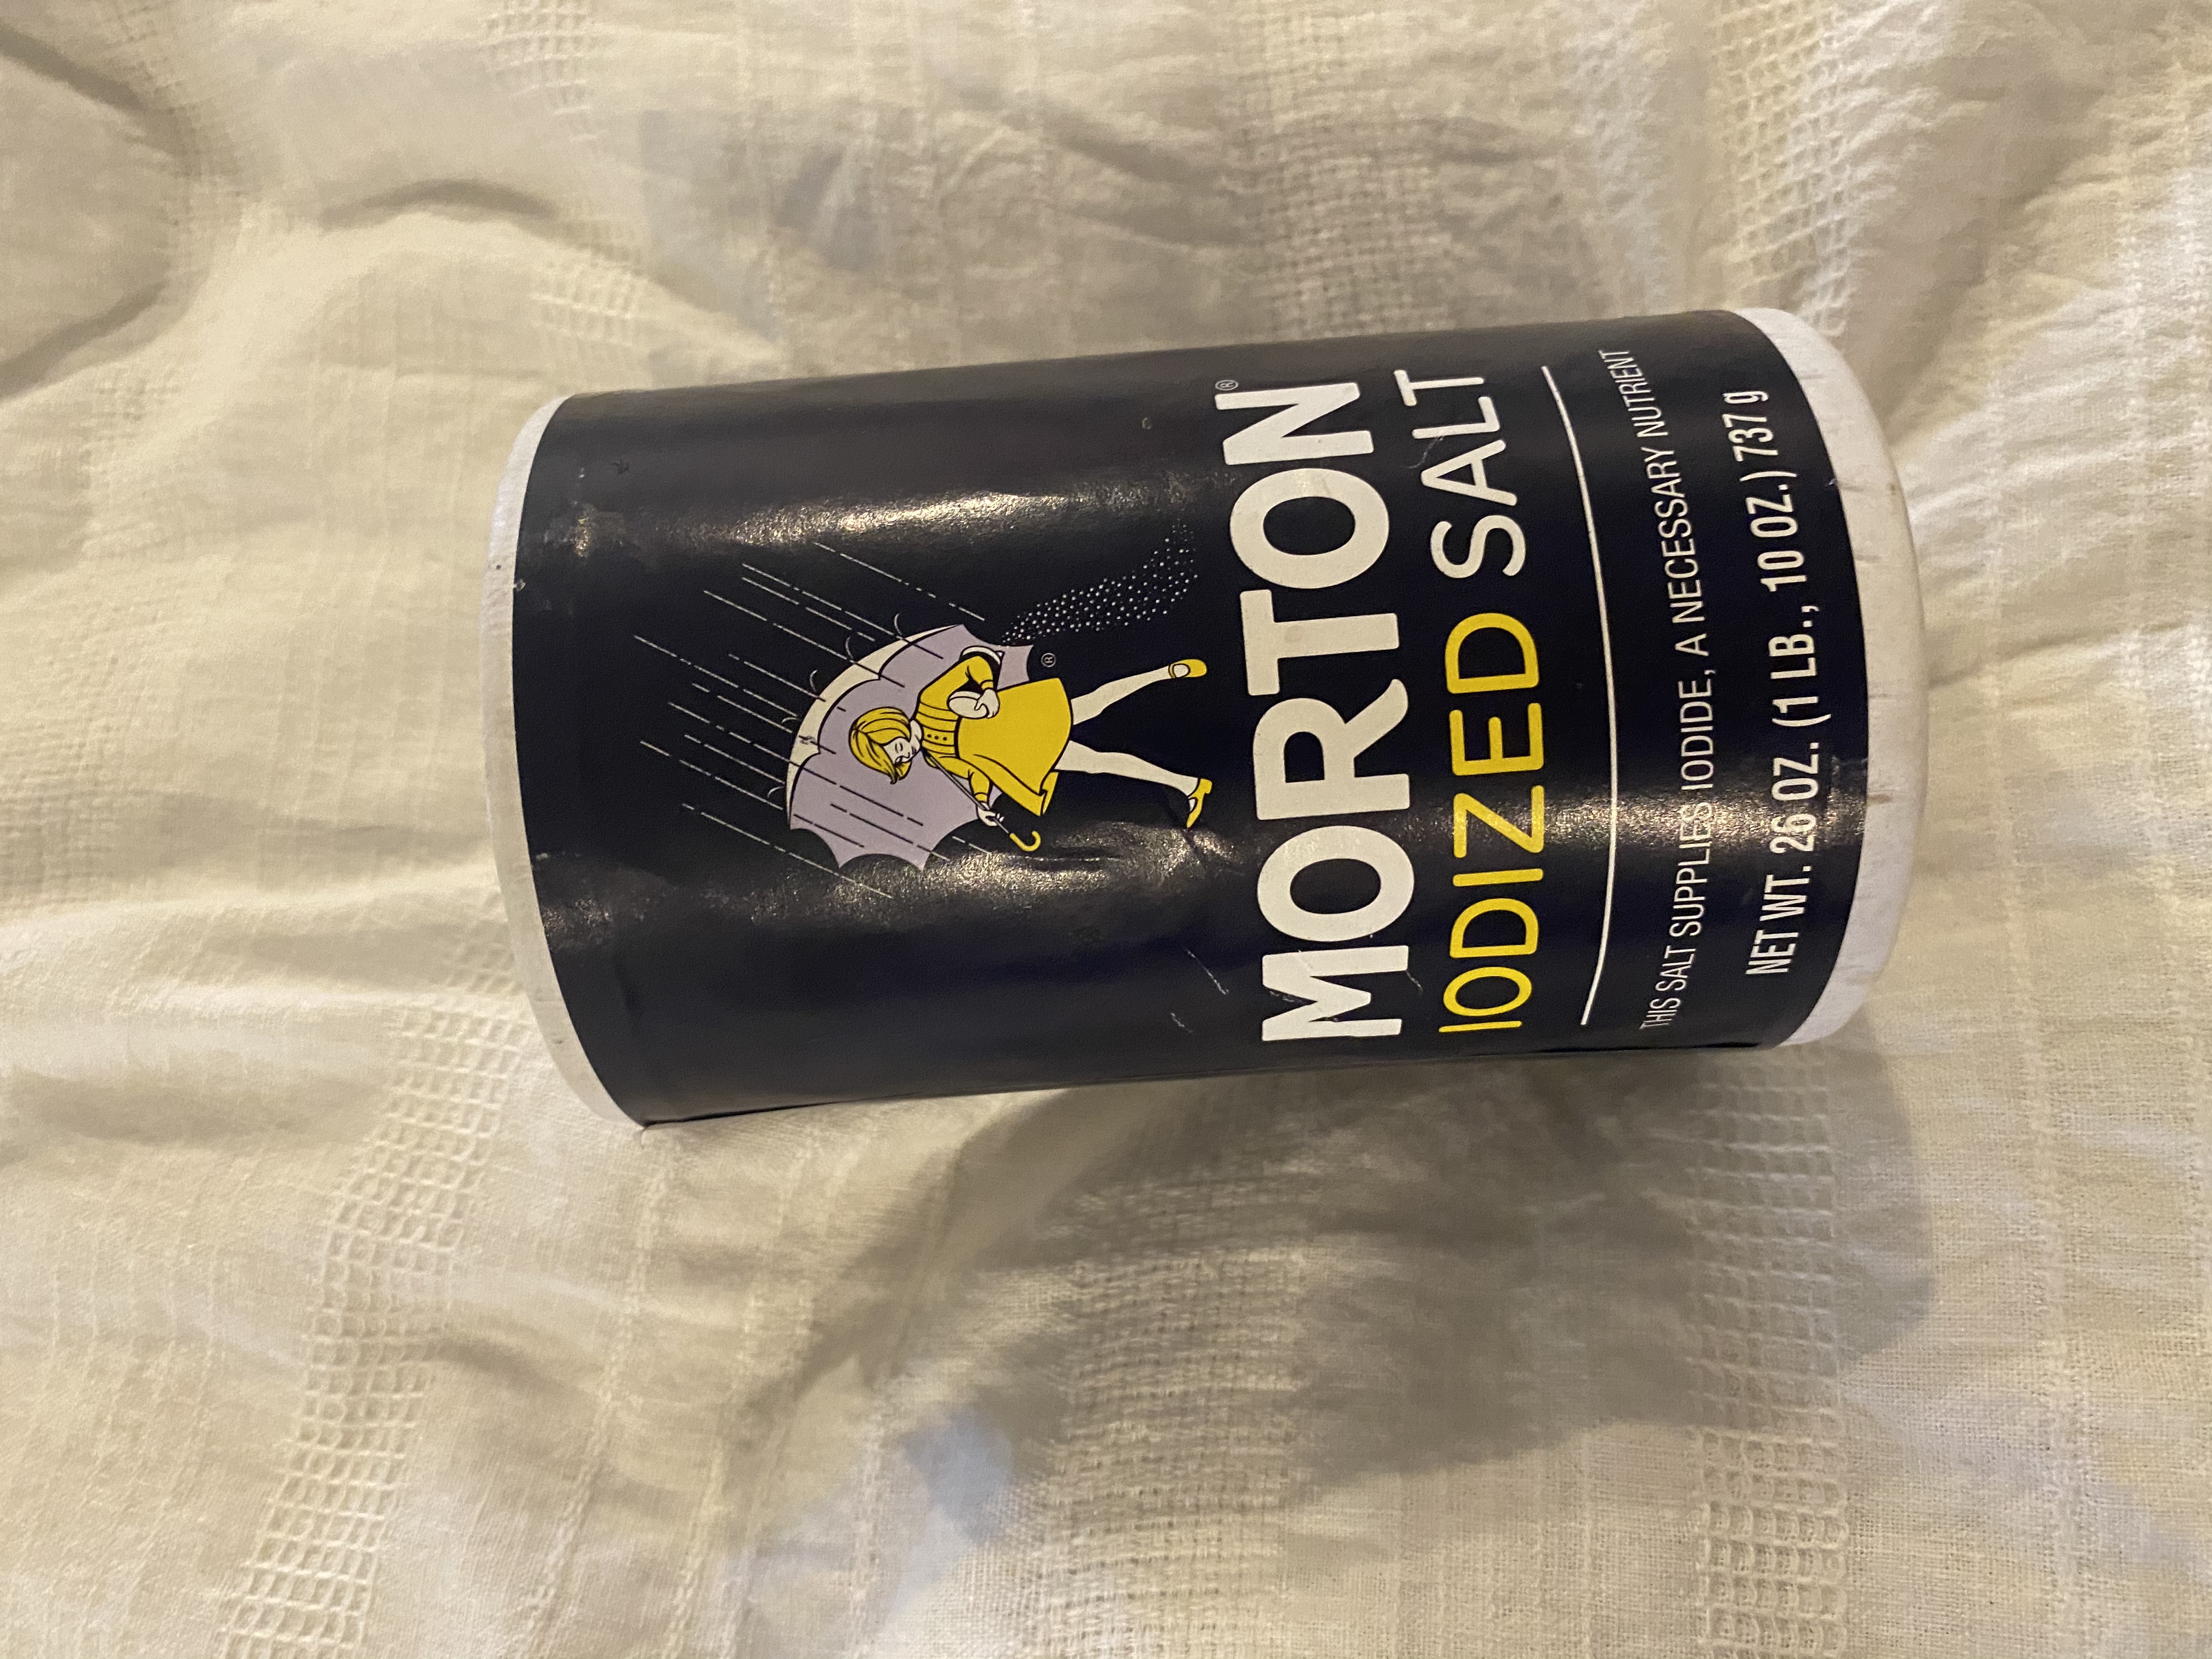 ®
MORTON®
IODIZED SALT
THIS SALT SUPPLIES IODIDE, A NECESSARY NUTRIENT
NET WT. 26 OZ. (1 LB., 10 OZ.) 737 g